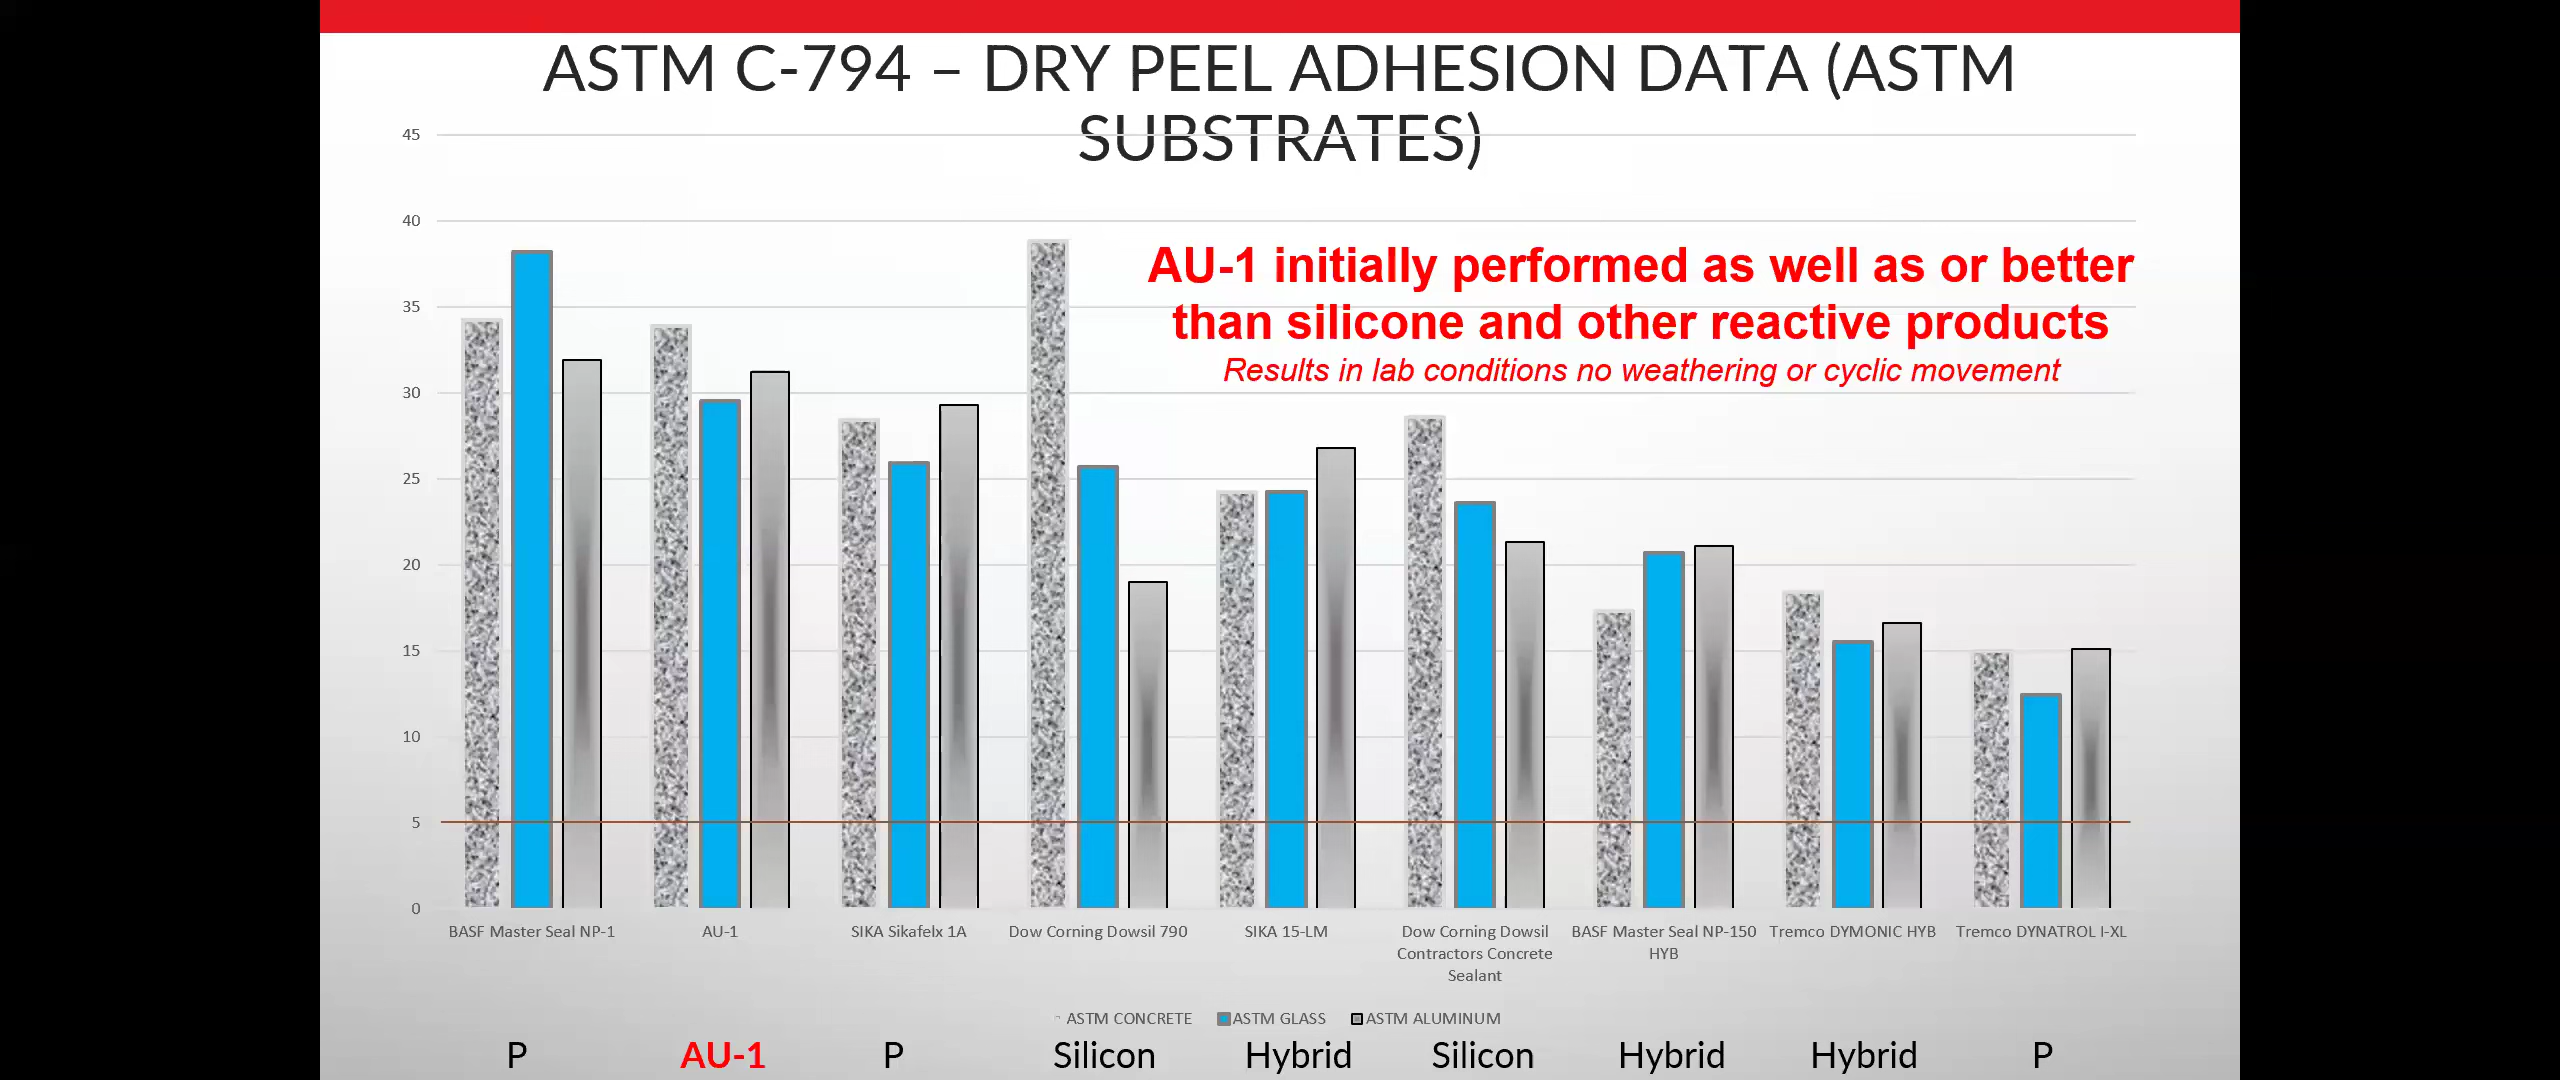 ASTM C-794 – DRY PEEL ADHESION DATA (ASTM
SUBSTRATES)
45
40
35
30
25
20
15
10
5
0
AU-1 initially performed as well as or better
than silicone and other reactive products
Results in lab conditions no weathering or cyclic movement
BASF Master Seal NP-1
AU-1
SIKA Sikafelx 1A
Dow Corning Dowsil 790
SIKA 15-LM
Dow Corning Dowsil
Contractors Concrete
Sealant
BASF Master Seal NP-150
HYB
Tremco DYMONIC HYB
Tremco DYNATROL I-XL
ASTM CONCRETE
ASTM GLASS
ASTM ALUMINUM
P
AU-1
P
Silicon
Hybrid
Silicon
Hybrid
Hybrid
P